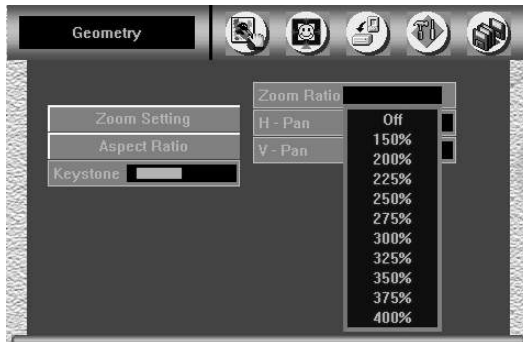 Geometry
Zoom Setting
Aspect Ratio
Keystone
Zoom Ratio
H - Pan
V - Pan
Off
150%
200%
225%
250%
275%
300%
325%
350%
375%
400%